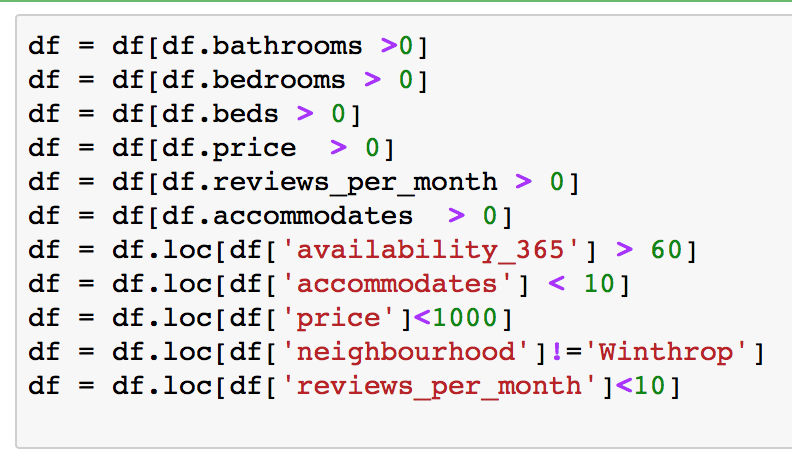 df = df[df.bathrooms >0]
df = df[df.bedrooms > 0]
df = df[df.beds > 0]
df = df[df.price  > 0]
df = df[df.reviews_per_month > 0]
df = df[df.accommodates  > 0]
df = df.loc[df['availability_365'] > 60]
df = df.loc[df['accommodates'] < 10]
df = df.loc[df['price']<1000]
df = df.loc[df['neighbourhood']!='Winthrop']
df = df.loc[df['reviews_per_month']<10]